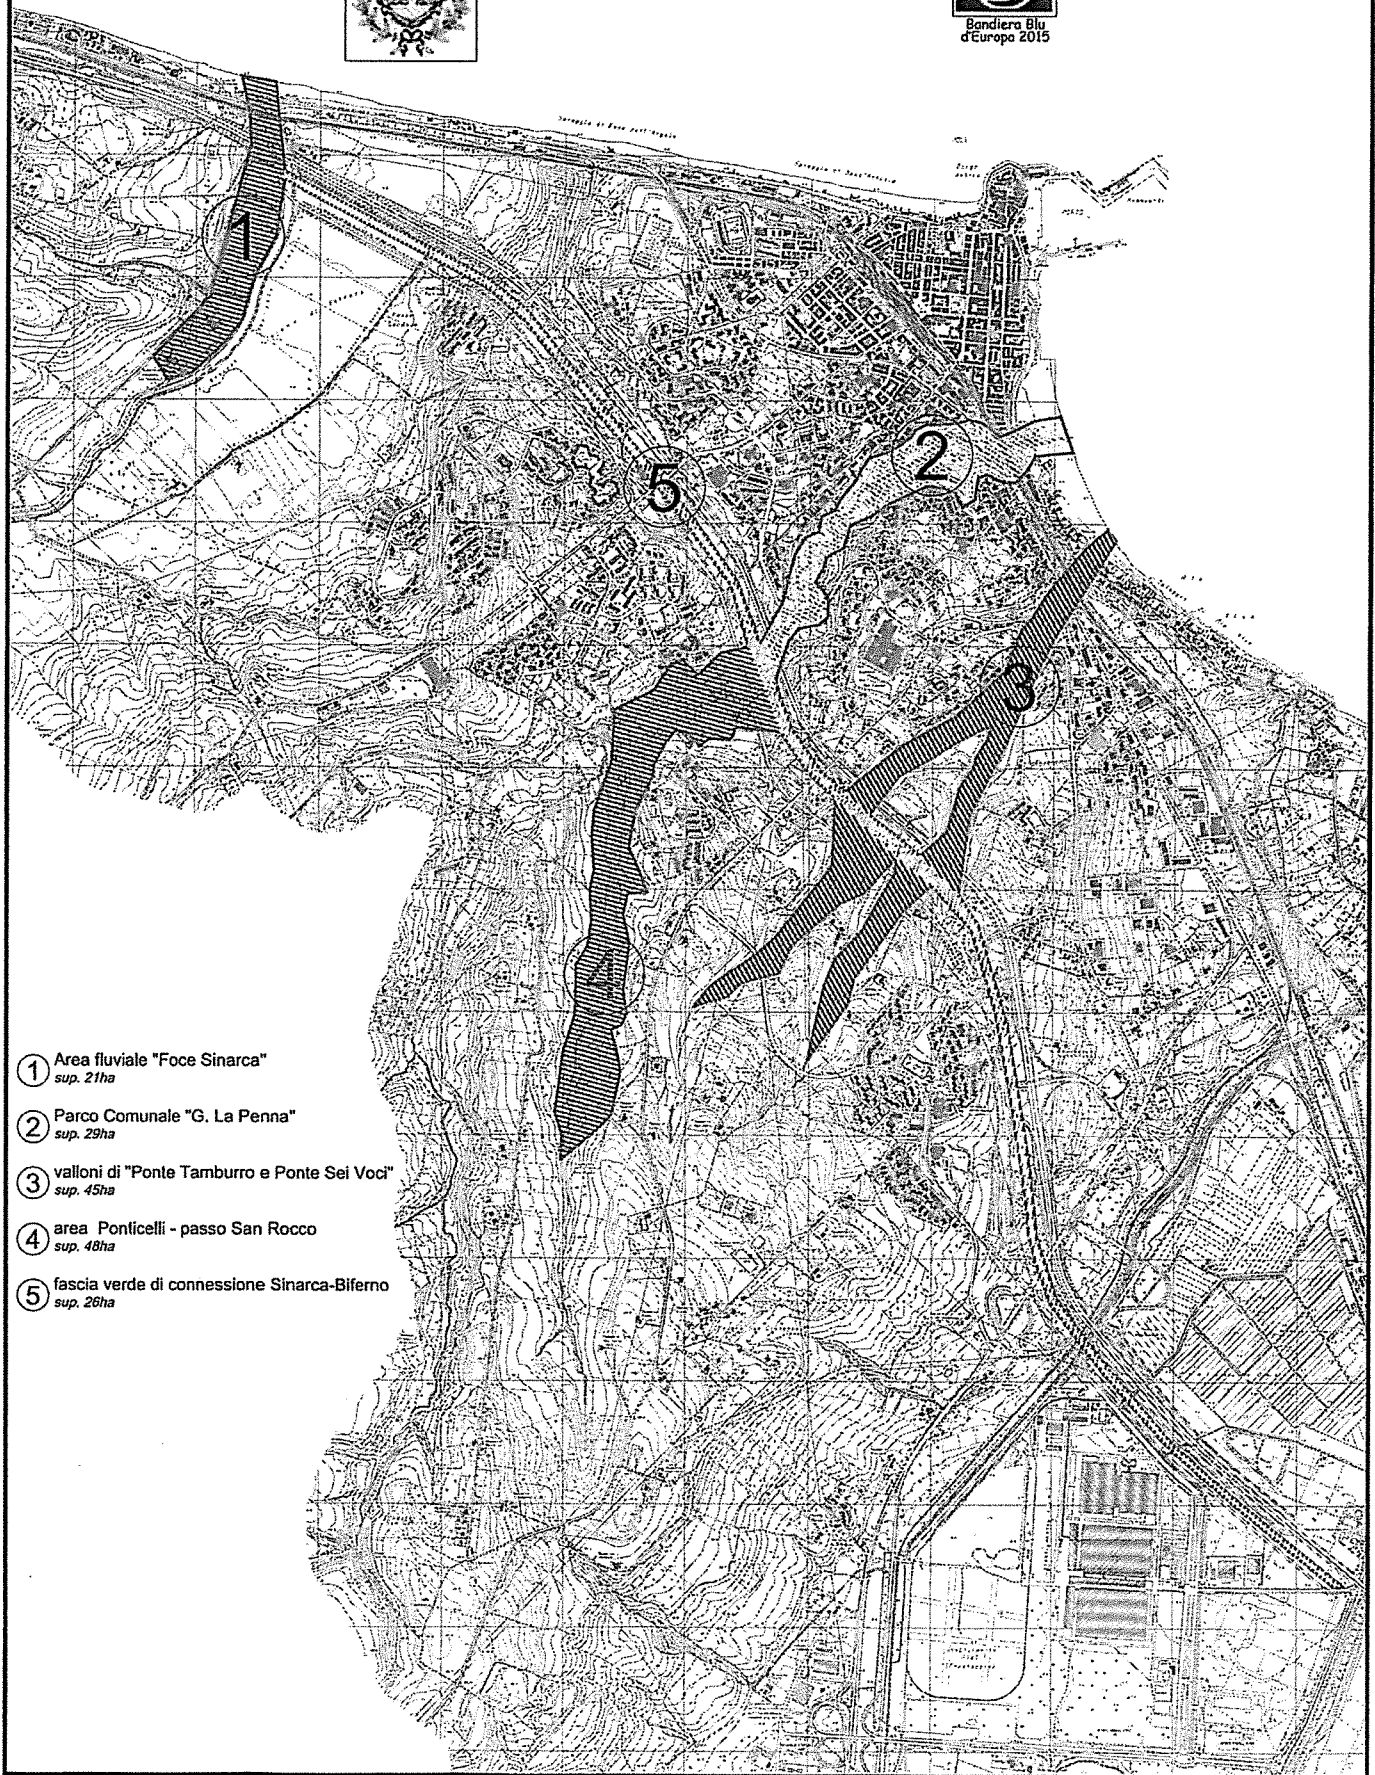 Bandiera Blu
d'Europa 2015
1
2
5
3
4
1 Area fluviale "Foce Sinarca"
sup. 21ha
2 Parco Comunale "G. La Penna"
sup. 29ha
3 valloni di "Ponte Tamburro e Ponte Sei Voci"
sup. 45ha
4 area Ponticelli - passo San Rocco
sup. 48ha
5 fascia verde di connessione Sinarca-Biferno
sup. 26ha